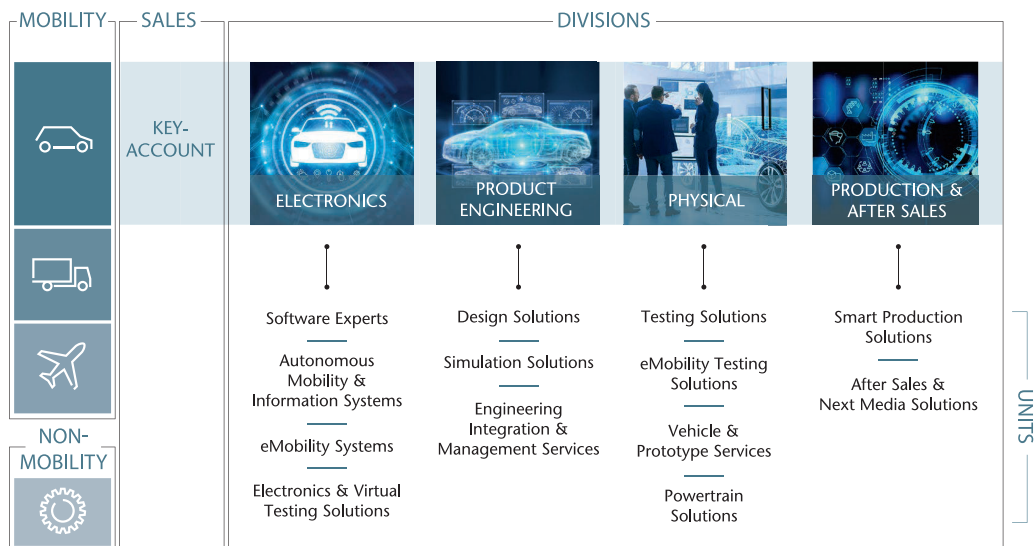 MOBILITY
SALES
DIVISIONS
KEY-
ACCOUNT
ELECTRONICS
PRODUCT
ENGINEERING
PHYSICAL
PRODUCTION &
AFTER SALES
Software Experts
Autonomous
Mobility &
Information Systems
eMobility Systems
Electronics & Virtual
Testing Solutions
Design Solutions
Simulation Solutions
Engineering
Integration &
Management Services
Testing Solutions
eMobility Testing
Solutions
Vehicle &
Prototype Services
Powertrain
Solutions
Smart Production
Solutions
After Sales &
Next Media Solutions
UNITS
NON-
MOBILITY